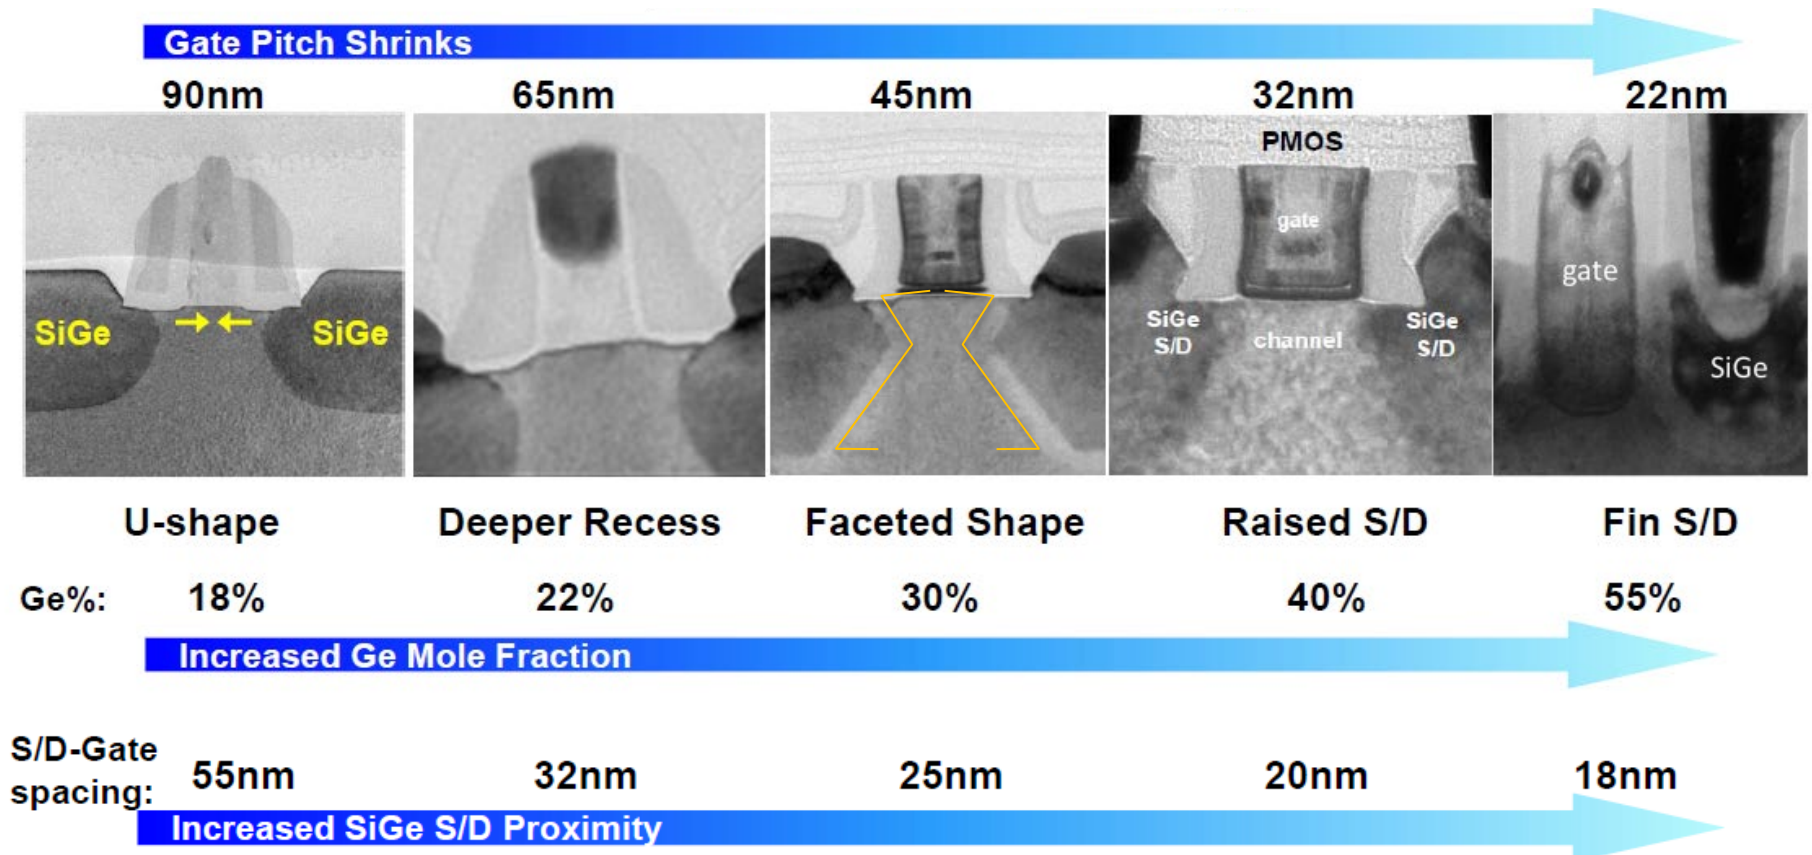 Gate Pitch Shrinks
90nm 65nm 45nm 32nm 22nm
PMOS
gate
gate
SiGe SiGe
SiGe
S/D
channel
SiGe
S/D
SiGe
U-shape Deeper Recess Faceted Shape Raised S/D Fin S/D
Ge%: 18% 22% 30% 40% 55%
Increased Ge Mole Fraction
S/D-Gate
spacing: 55nm 32nm 25nm 20nm 18nm
Increased SiGe S/D Proximity